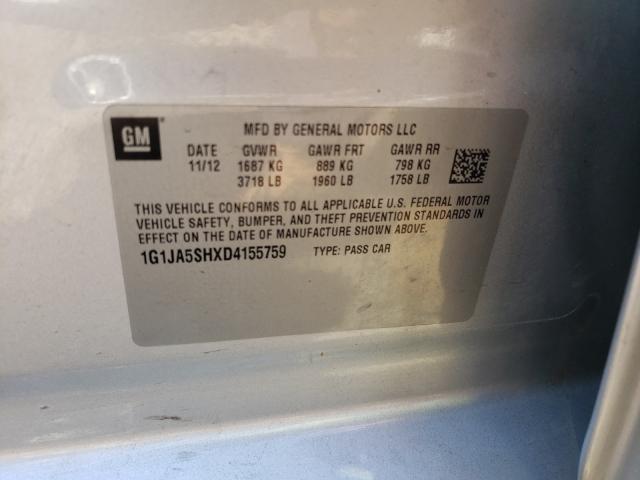 GM
MFD BY GENERAL MOTORS LLC
DATE GVWR GAWR FRT GAWR RR
11/12 1687 KG 889 KG 798 KG
3718 LB 1960 LB 1758 LB
THIS VEHICLE CONFORMS TO ALL APPLICABLE U.S. FEDERAL MOTOR
VEHICLE SAFETY, BUMPER, AND THEFT PREVENTION STANDARDS IN
EFFECT ON THE DATE OF MANUFACTURE SHOWN ABOVE.
1G1JA5SHXD4155759 TYPE: PASS CAR